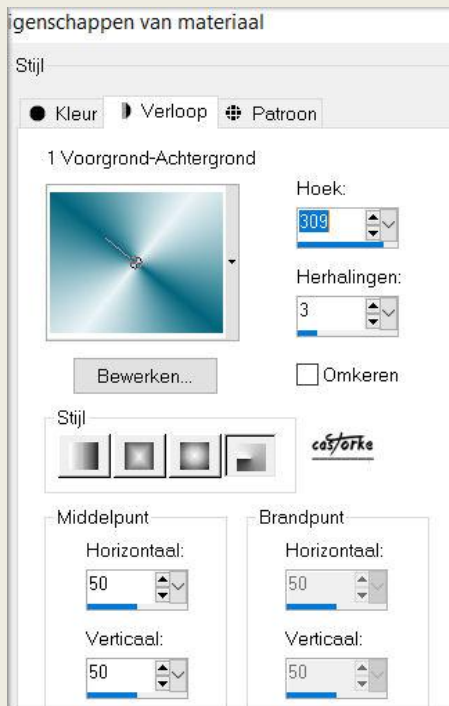 igenschappen van materiaal
Stijl
Kleur Verloop Patroon
1 Voorgrond-Achtergrond
Hoek:
309
Herhalingen:
3
Bewerken...
Omkeren
Stijl
castorke
Middelpunt
Horizontaal:
50
Verticaal:
50
Brandpunt
Horizontaal:
50
Verticaal:
50